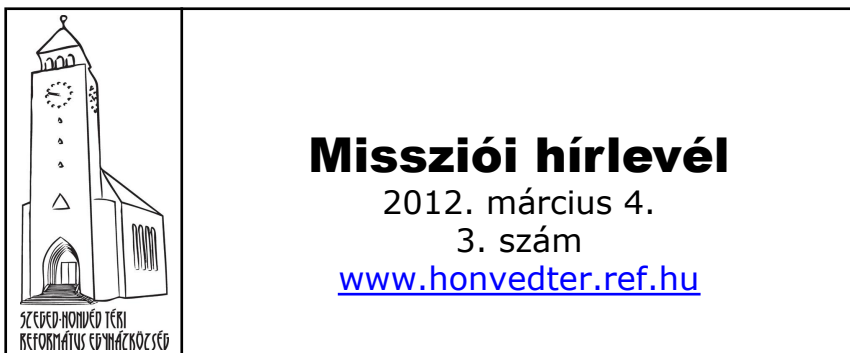 SZEGED-HONVÉD TÉRI
REFORMÁTUS EGYHÁZKÖZSÉG
Missziói hírlevél
2012. március 4.
3. szám
www.honvedter.ref.hu